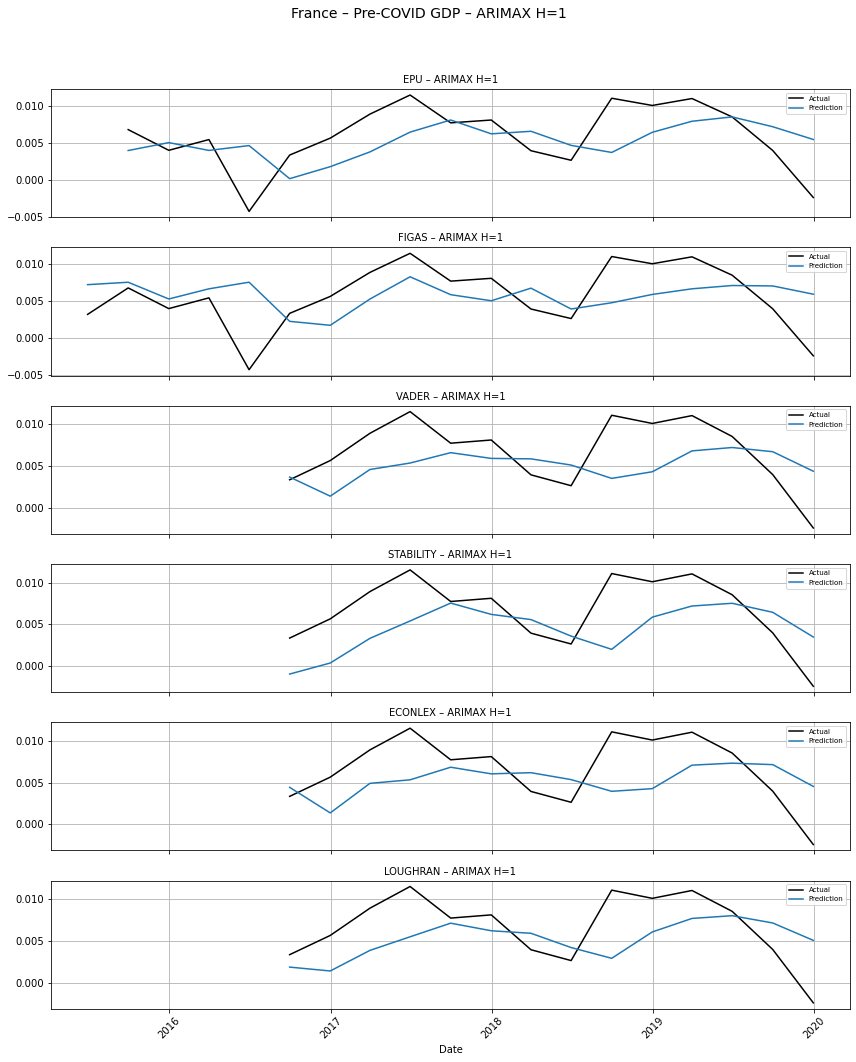 France – Pre-COVID GDP – ARIMAX H=1
EPU – ARIMAX H=1
Actual
Prediction
0.010
0.005
0.000
−0.005
FIGAS – ARIMAX H=1
Actual
Prediction
0.010
0.005
0.000
−0.005
VADER – ARIMAX H=1
Actual
Prediction
0.010
0.005
0.000
STABILITY – ARIMAX H=1
Actual
Prediction
0.010
0.005
0.000
ECONLEX – ARIMAX H=1
Actual
Prediction
0.010
0.005
0.000
LOUGHRAN – ARIMAX H=1
Actual
Prediction
0.010
0.005
0.000
2016 2017 2018 2019 2020
Date